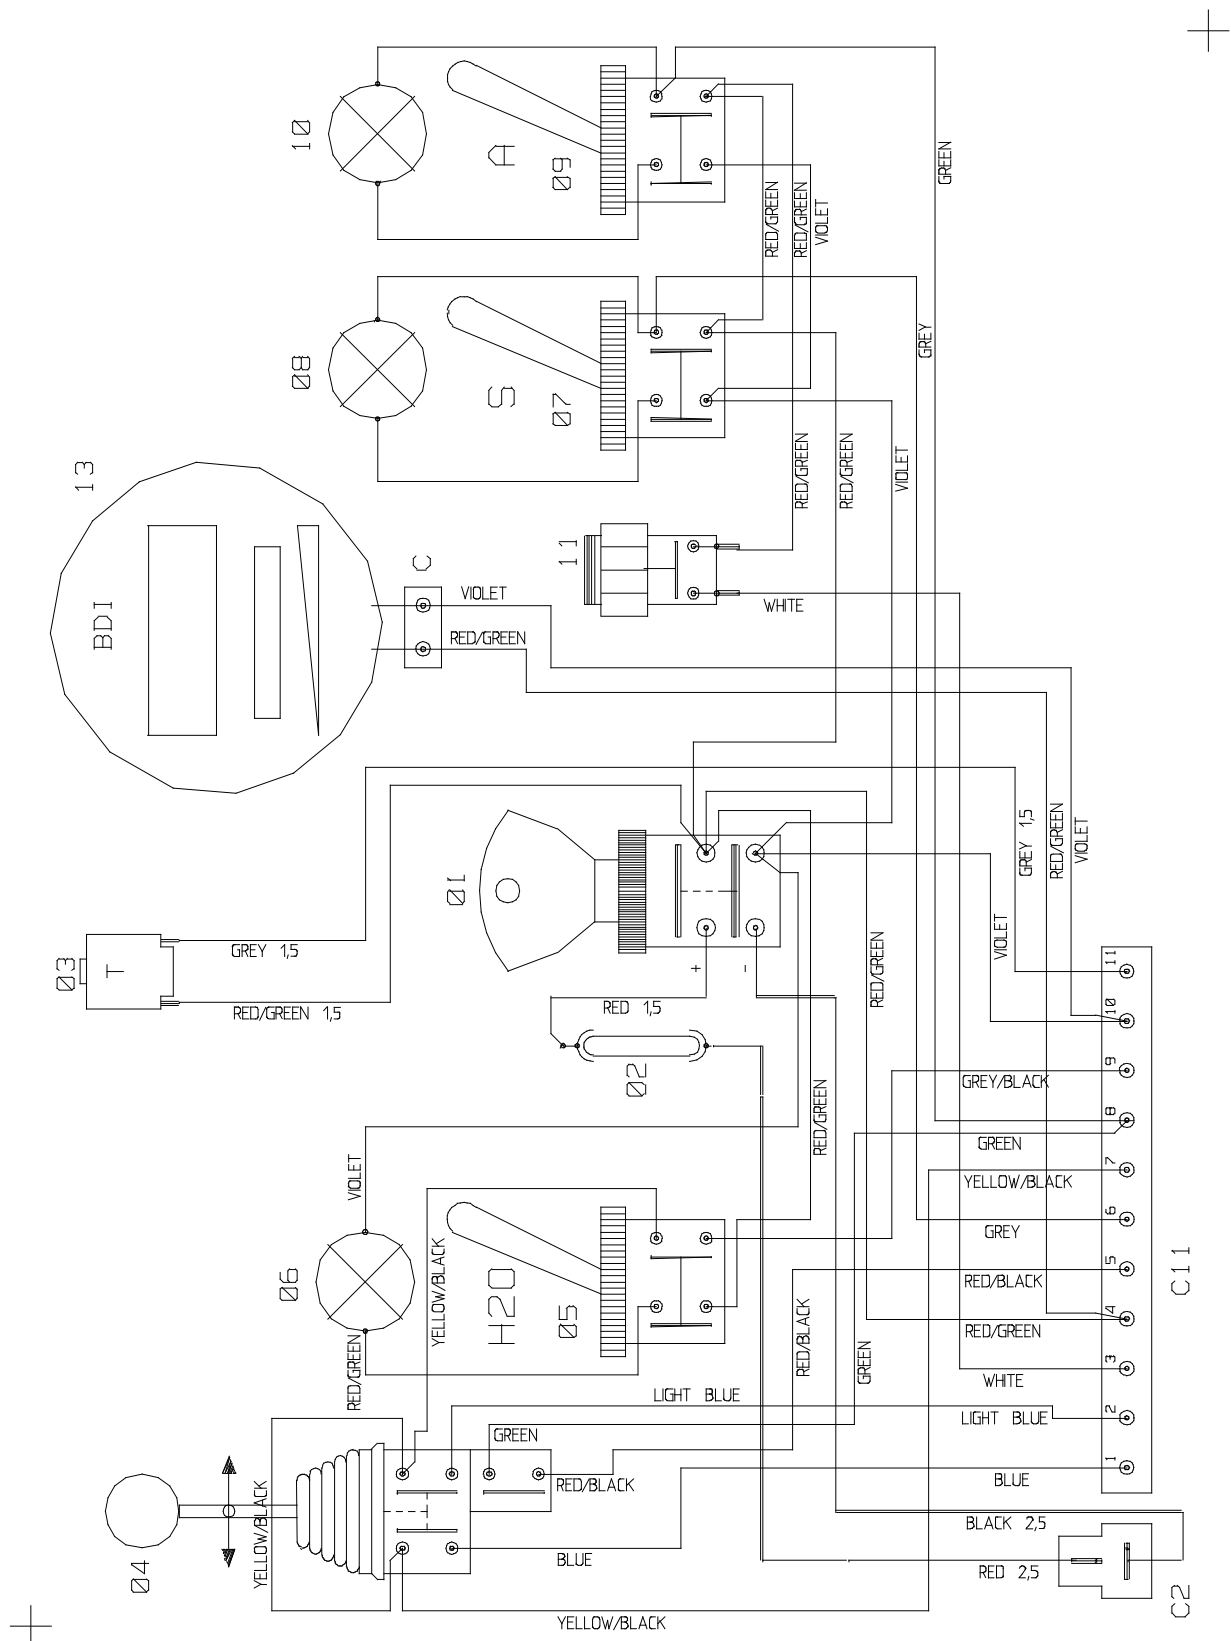 10
A
09
GREEN
RED/GREEN
RED/GREEN
VIOLET
08
S
07
GREY
13
BDI
C
VIOLET
RED/GREEN
11
WHITE
RED/GREEN
RED/GREEN
VIOLET
01
+
-
03
T
GREY 1,5
RED/GREEN 1,5
RED 1,5
02
GREY 1,5
RED/GREEN
VIOLET
VIOLET
RED/GREEN
RED/GREEN
06
VIOLET
RED/GREEN
YELLOW/BLACK
H2O
05
RED/BLACK
GREEN
LIGHT BLUE
04
YELLOW/BLACK
GREEN
RED/BLACK
BLUE
YELLOW/BLACK
11
10
9
GREY/BLACK
8
GREEN
7
YELLOW/BLACK
6
GREY
5
RED/BLACK
4
RED/GREEN
3
WHITE
2
LIGHT BLUE
1
BLUE
C11
BLACK 2,5
RED 2,5
C2